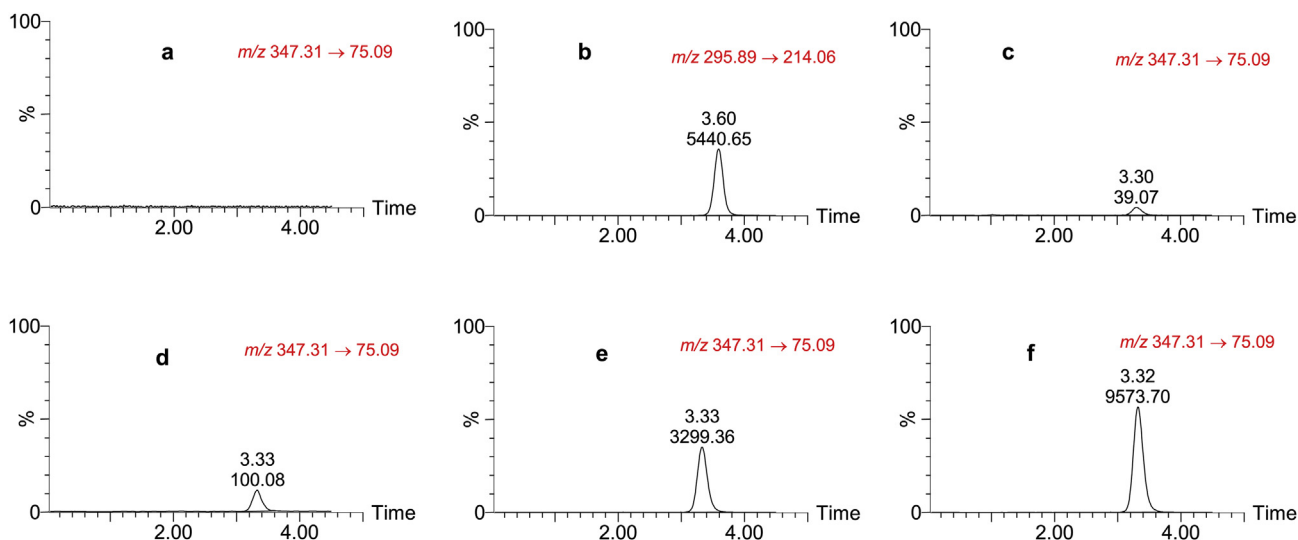 100
a
m/z 347.31 → 75.09
%
0
2.00
4.00
Time
100
b
m/z 295.89 → 214.06
3.60
5440.65
%
0
2.00
4.00
Time
100
c
m/z 347.31 → 75.09
3.30
39.07
%
0
2.00
4.00
Time
100
d
m/z 347.31 → 75.09
3.33
100.08
%
0
2.00
4.00
Time
100
e
m/z 347.31 → 75.09
3.33
3299.36
%
0
2.00
4.00
Time
100
f
m/z 347.31 → 75.09
3.32
9573.70
%
0
2.00
4.00
Time